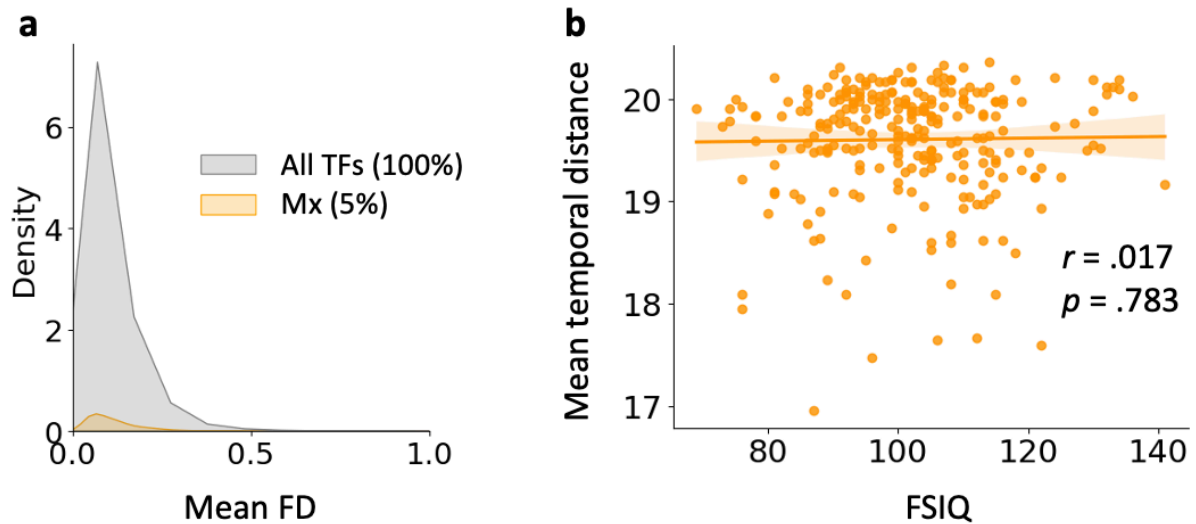 a
Density
6
4
2
0
0.0
0.5
1.0
Mean FD
All TFs (100%)
Mx (5%)
b
Mean temporal distance
20
19
18
17
80
100
120
140
FSIQ
r = .017
p = .783